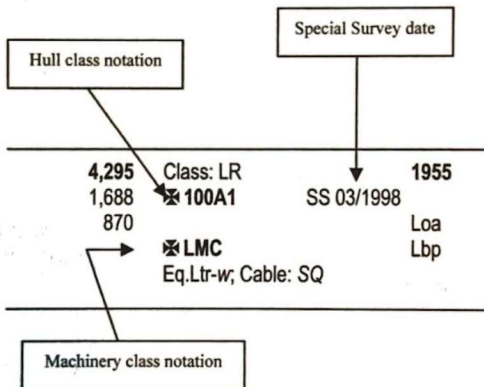 Special Survey date
Hull class notation
4,295 Class: LR 1955
1,688 ✠ 100A1 SS 03/1998
870 Loa
✠ LMC Lbp
Eq.Ltr-w; Cable: SQ
Machinery class notation